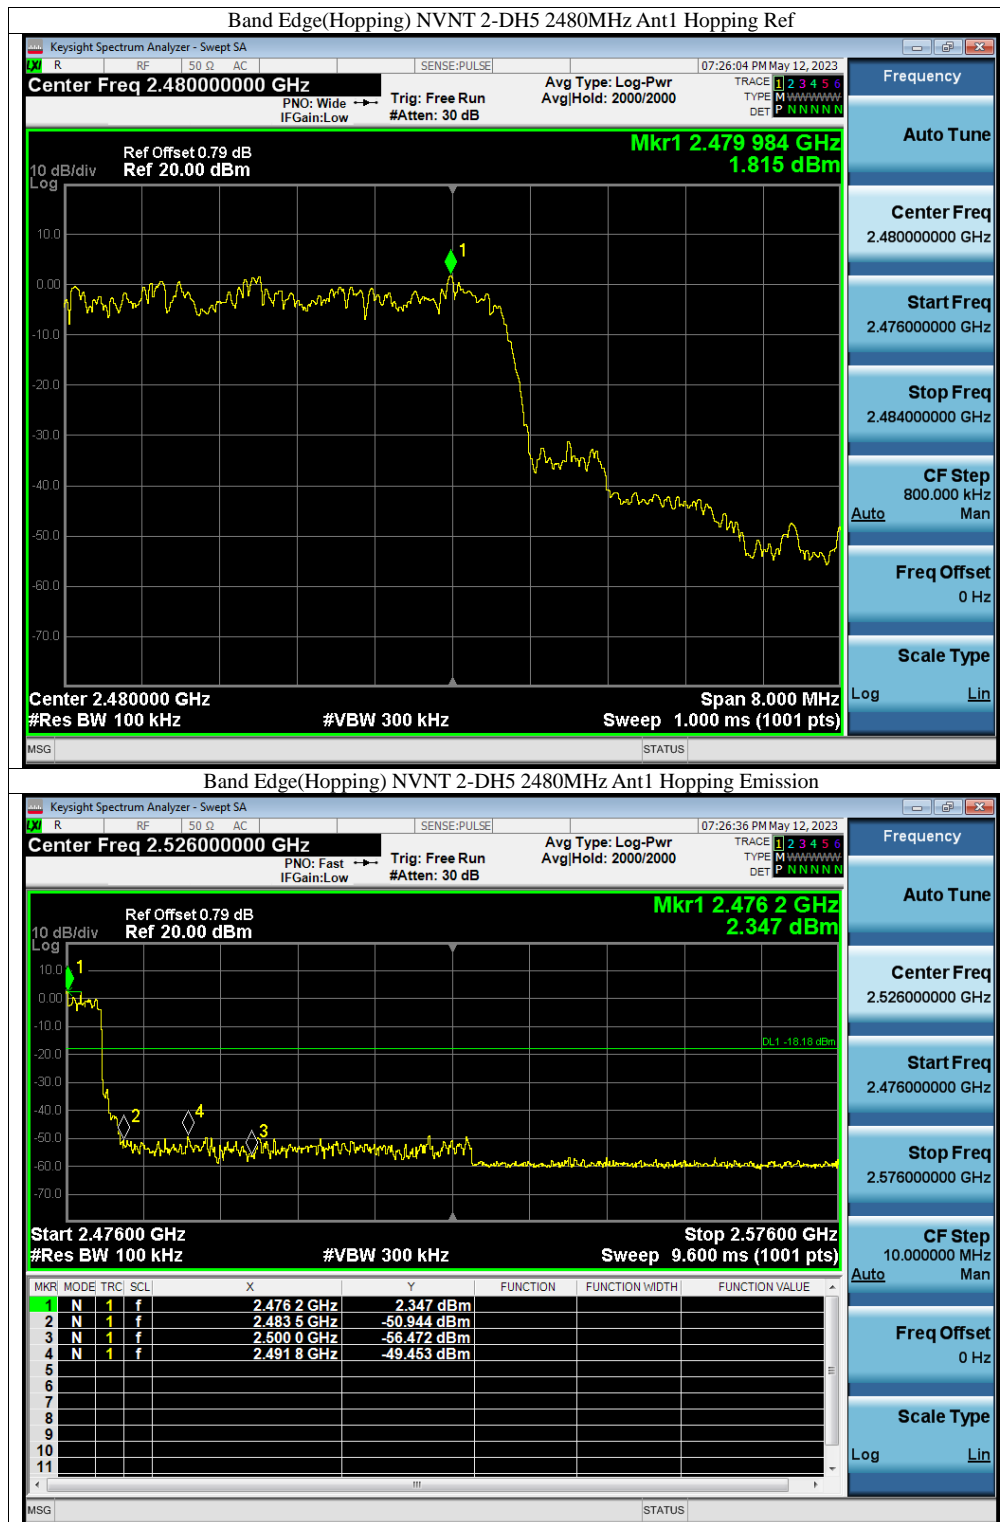 Band Edge(Hopping) NVNT 2-DH5 2480MHz Ant1 Hopping Ref
Keysight Spectrum Analyzer - Swept SA
LXI R RF 50 Ω AC SENSE:PULSE 07:26:04 PM May 12, 2023
Center Freq 2.480000000 GHz
PNO: Wide
IFGain:Low
Trig: Free Run
#Atten: 30 dB
Avg Type: Log-Pwr
Avg|Hold: 2000/2000
TRACE 1 2 3 4 5 6
TYPE M WWWWW
DET P N N N N N
Ref Offset 0.79 dB
Ref 20.00 dBm
10 dB/div
Log
Mkr1 2.479 984 GHz
1.815 dBm
1
10.0
0.00
-10.0
-20.0
-30.0
-40.0
-50.0
-60.0
-70.0
Center 2.480000 GHz
Span 8.000 MHz
#Res BW 100 kHz
#VBW 300 kHz
Sweep 1.000 ms (1001 pts)
MSG STATUS
Frequency
Auto Tune
Center Freq
2.480000000 GHz
Start Freq
2.476000000 GHz
Stop Freq
2.484000000 GHz
CF Step
800.000 kHz
Auto Man
Freq Offset
0 Hz
Scale Type
Log Lin
Band Edge(Hopping) NVNT 2-DH5 2480MHz Ant1 Hopping Emission
Keysight Spectrum Analyzer - Swept SA
LXI R RF 50 Ω AC SENSE:PULSE 07:26:36 PM May 12, 2023
Center Freq 2.526000000 GHz
PNO: Fast
IFGain:Low
Trig: Free Run
#Atten: 30 dB
Avg Type: Log-Pwr
Avg|Hold: 2000/2000
TRACE 1 2 3 4 5 6
TYPE M WWWWW
DET P N N N N N
Ref Offset 0.79 dB
Ref 20.00 dBm
10 dB/div
Log
Mkr1 2.476 2 GHz
2.347 dBm
10.0
0.00
-10.0
-20.0
-30.0
-40.0
-50.0
-60.0
-70.0
1
DL1 -18.18 dBm
2
4
3
Start 2.47600 GHz
Stop 2.57600 GHz
#Res BW 100 kHz
#VBW 300 kHz
Sweep 9.600 ms (1001 pts)
MKR MODE TRC SCL X Y FUNCTION FUNCTION WIDTH FUNCTION VALUE
1 N 1 f 2.476 2 GHz 2.347 dBm
2 N 1 f 2.483 5 GHz -50.944 dBm
3 N 1 f 2.500 0 GHz -56.472 dBm
4 N 1 f 2.491 8 GHz -49.453 dBm
5
6
7
8
9
10
11
MSG STATUS
Frequency
Auto Tune
Center Freq
2.526000000 GHz
Start Freq
2.476000000 GHz
Stop Freq
2.576000000 GHz
CF Step
10.000000 MHz
Auto Man
Freq Offset
0 Hz
Scale Type
Log Lin